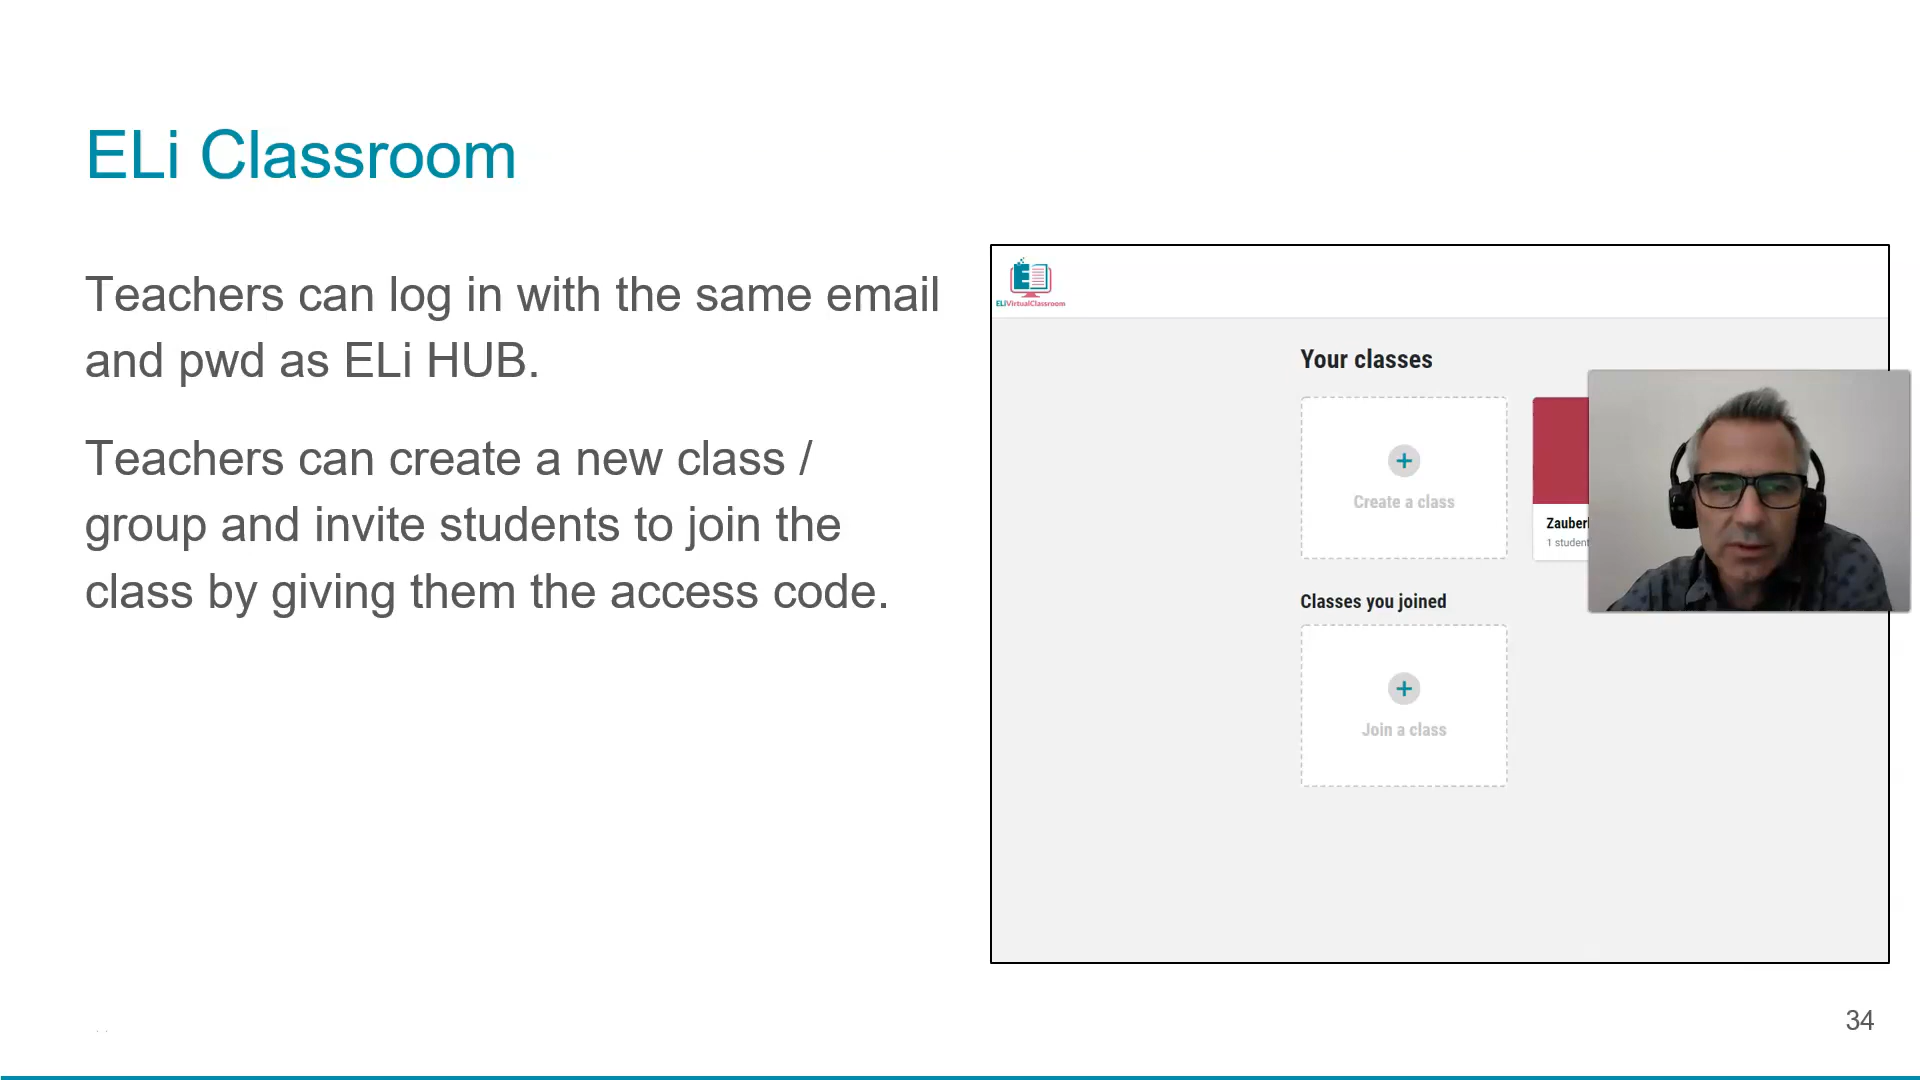 ELi Classroom
Teachers can log in with the same email
and pwd as ELi HUB.
Teachers can create a new class /
group and invite students to join the
class by giving them the access code.
ELiVirtualClassroom
Your classes
Create a class
1 student
Classes you joined
Join a class
34